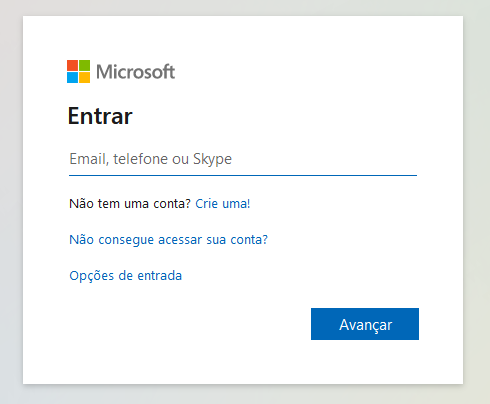 Microsoft
Entrar
Email, telefone ou Skype
Não tem uma conta? Crie uma!
Não consegue acessar sua conta?
Opções de entrada
Avançar